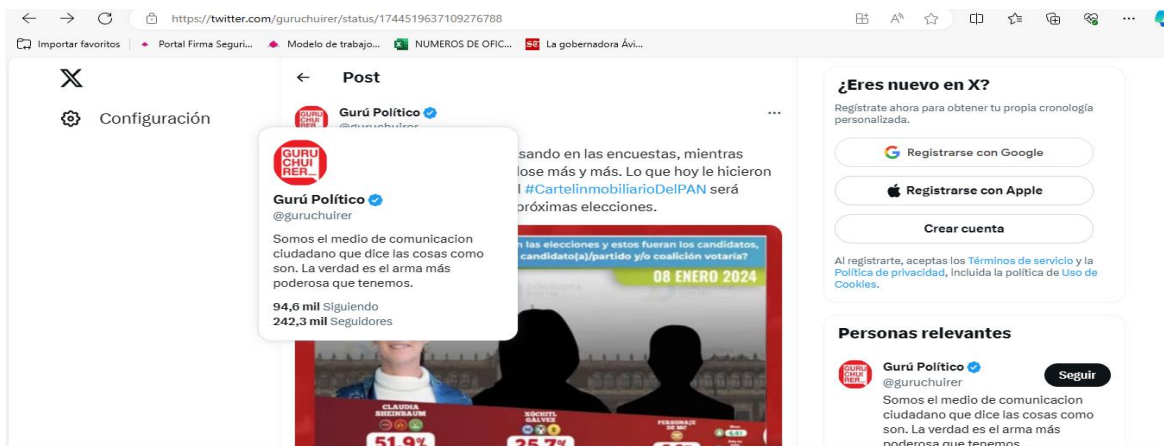 https://twitter.com/guruchuirer/status/1744519637109276788
Importar favoritos
Portal Firma Seguri...
Modelo de trabajo...
NUMEROS DE OFIC...
La gobernadora Ávi...
X
Configuración
Post
Gurú Político
@guruchuirer
sando en las encuestas, mientras
lose más y más. Lo que hoy le hicieron
#CartelinmobiliarioDelPAN será
próximas elecciones.
GURU
CHUI
RER_
Gurú Político
@guruchuirer
Somos el medio de comunicacion
ciudadano que dice las cosas como
son. La verdad es el arma más
poderosa que tenemos.
94,6 mil Siguiendo
242,3 mil Seguidores
las elecciones y estos fueran los candidatos,
candidato(a)/partido y/o coalición votaría?
08 ENERO 2024
CLAUDIA
SHEINBAUM
51.9%
XÓCHITL
GÁLVEZ
25.7%
PERSONAJE
DE MC
¿Eres nuevo en X?
Regístrate ahora para obtener tu propia cronología
personalizada.
Registrarse con Google
Registrarse con Apple
Crear cuenta
Al registrarte, aceptas los Términos de servicio y la
Política de privacidad, incluida la política de Uso de
Cookies.
Personas relevantes
GURU
CHUI
RER_
Gurú Político
@guruchuirer
Seguir
Somos el medio de comunicacion
ciudadano que dice las cosas como
son. La verdad es el arma más
poderosa que tenemos.